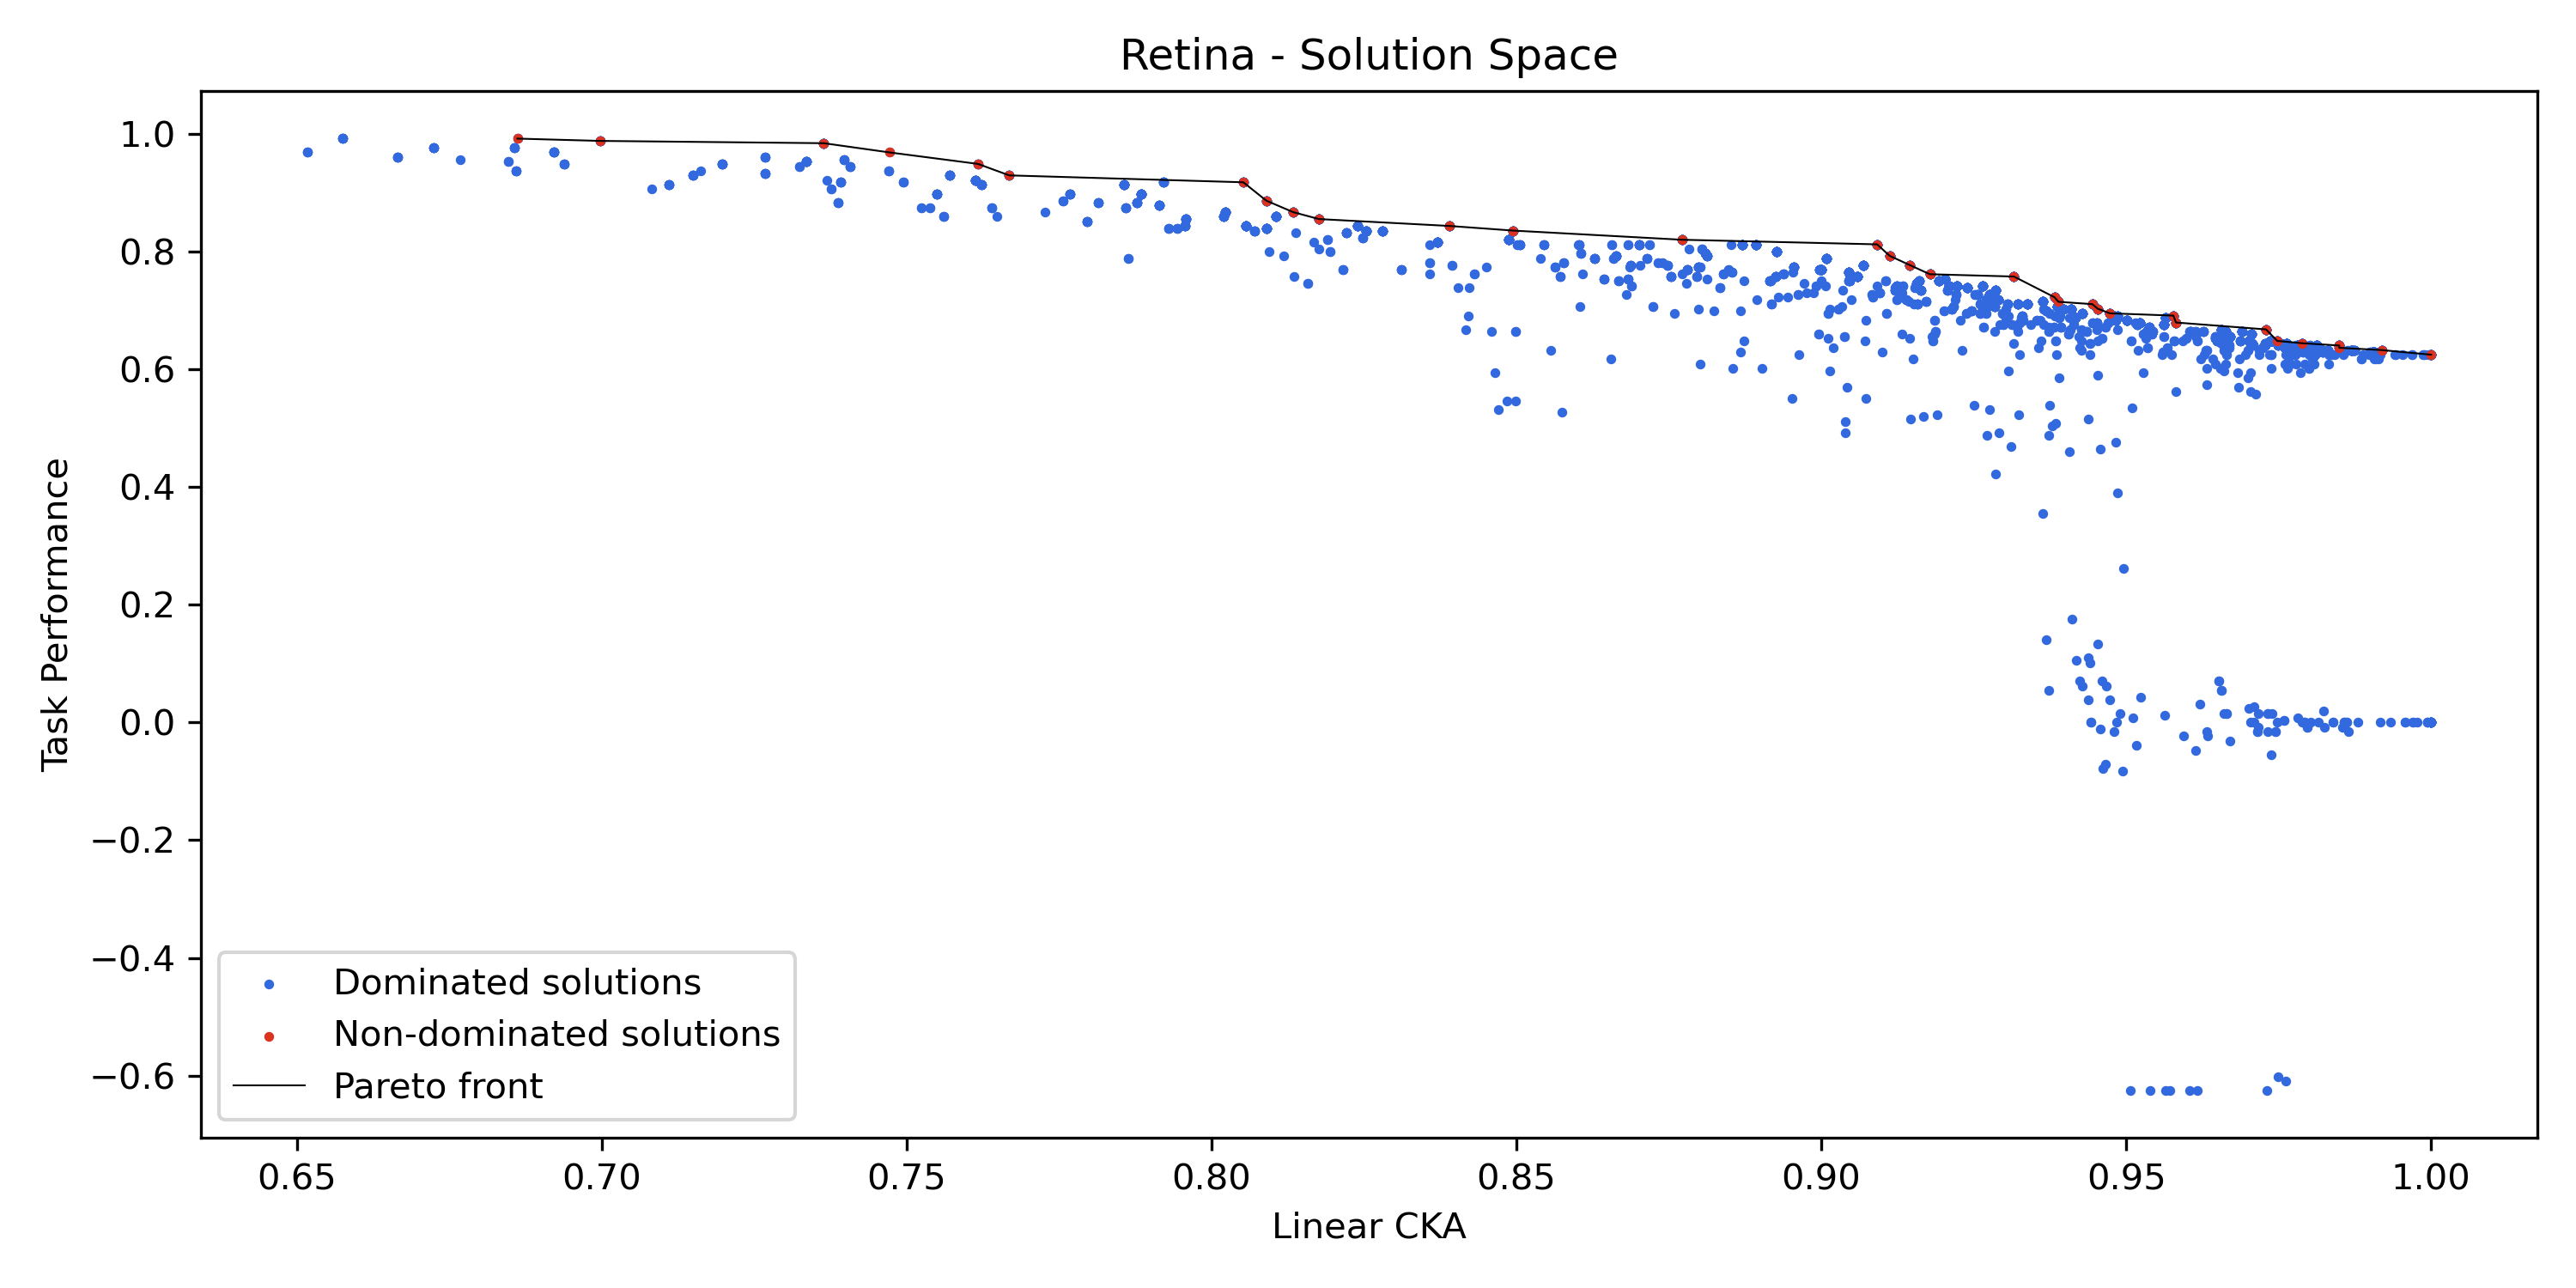 Retina - Solution Space
Task Performance
1.0
0.8
0.6
0.4
0.2
0.0
−0.2
−0.4
−0.6
Dominated solutions
Non-dominated solutions
Pareto front
0.65 0.70 0.75 0.80 0.85 0.90 0.95 1.00
Linear CKA